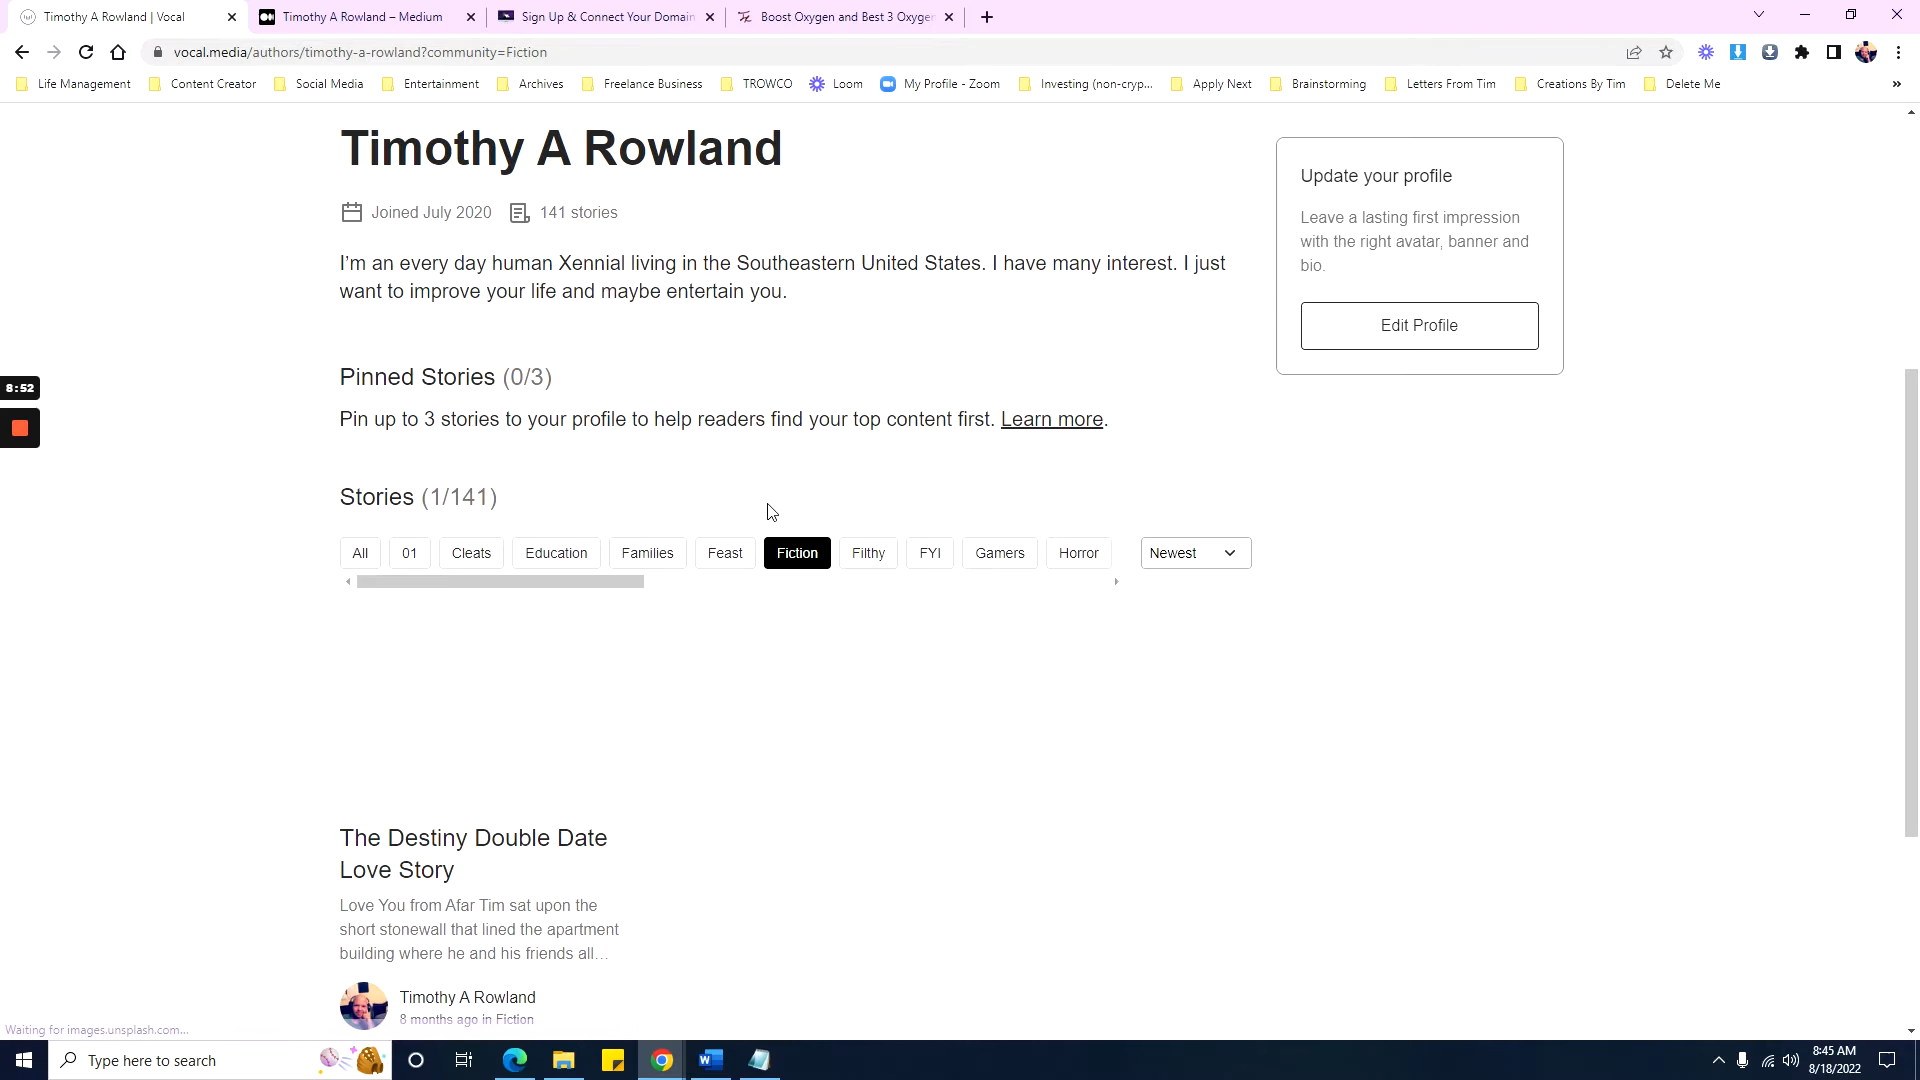 Timothy A Rowland | Vocal
Timothy A Rowland – Medium
Sign Up & Connect Your Domain
Boost Oxygen and Best 3 Oxyge
vocal.media/authors/timothy-a-rowland?community=Fiction
Life Management
Content Creator
Social Media
Entertainment
Archives
Freelance Business
TROWCO
Loom
My Profile - Zoom
Investing (non-cryp...
Apply Next
Brainstorming
Letters From Tim
Creations By Tim
Delete Me
»
Timothy A Rowland
Joined July 2020
141 stories
I'm an every day human Xennial living in the Southeastern United States. I have many interest. I just
want to improve your life and maybe entertain you.
Update your profile
Leave a lasting first impression
with the right avatar, banner and
bio.
Edit Profile
8:52
Pinned Stories (0/3)
Pin up to 3 stories to your profile to help readers find your top content first. Learn more.
Stories (1/141)
All
01
Cleats
Education
Families
Feast
Fiction
Filthy
FYI
Gamers
Horror
Newest
The Destiny Double Date
Love Story
Love You from Afar Tim sat upon the
short stonewall that lined the apartment
building where he and his friends all...
Timothy A Rowland
8 months ago in Fiction
Waiting for images.unsplash.com...
Type here to search
8:45 AM
8/18/2022